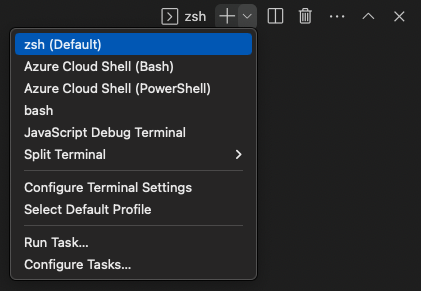 zsh
zsh (Default)
Azure Cloud Shell (Bash)
Azure Cloud Shell (PowerShell)
bash
JavaScript Debug Terminal
Split Terminal
Configure Terminal Settings
Select Default Profile
Run Task...
Configure Tasks...